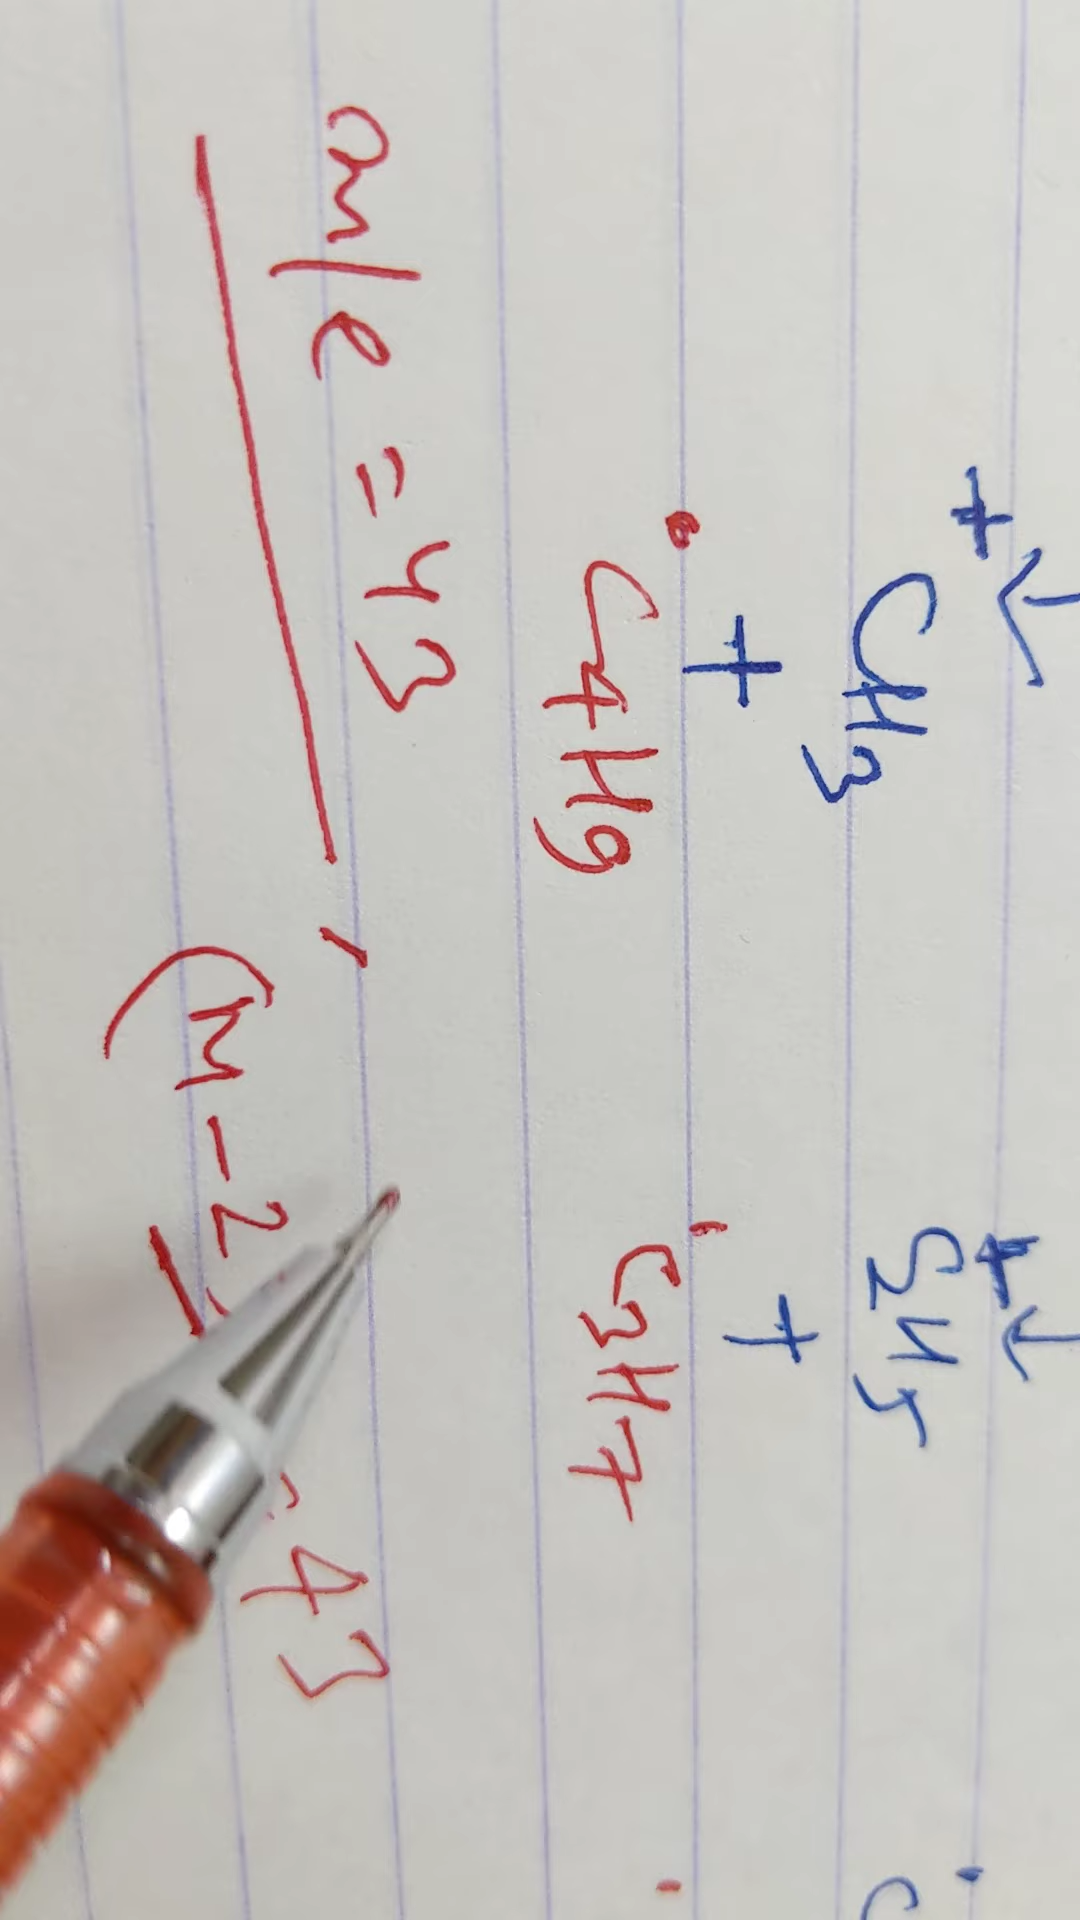 + ↓ + ↓
CH3 C2H5 C
+ +
• C4H9 • C3H7
m/e = 43
(M-2 43